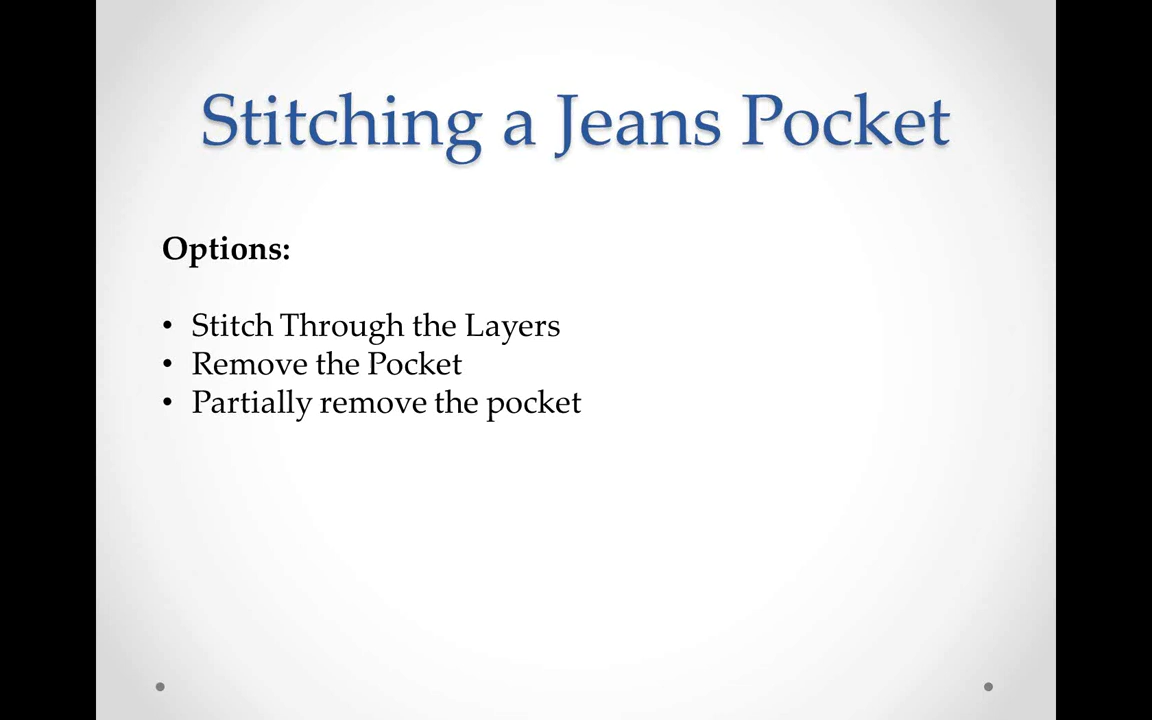 Stitching a Jeans Pocket
Options:
• Stitch Through the Layers
• Remove the Pocket
• Partially remove the pocket